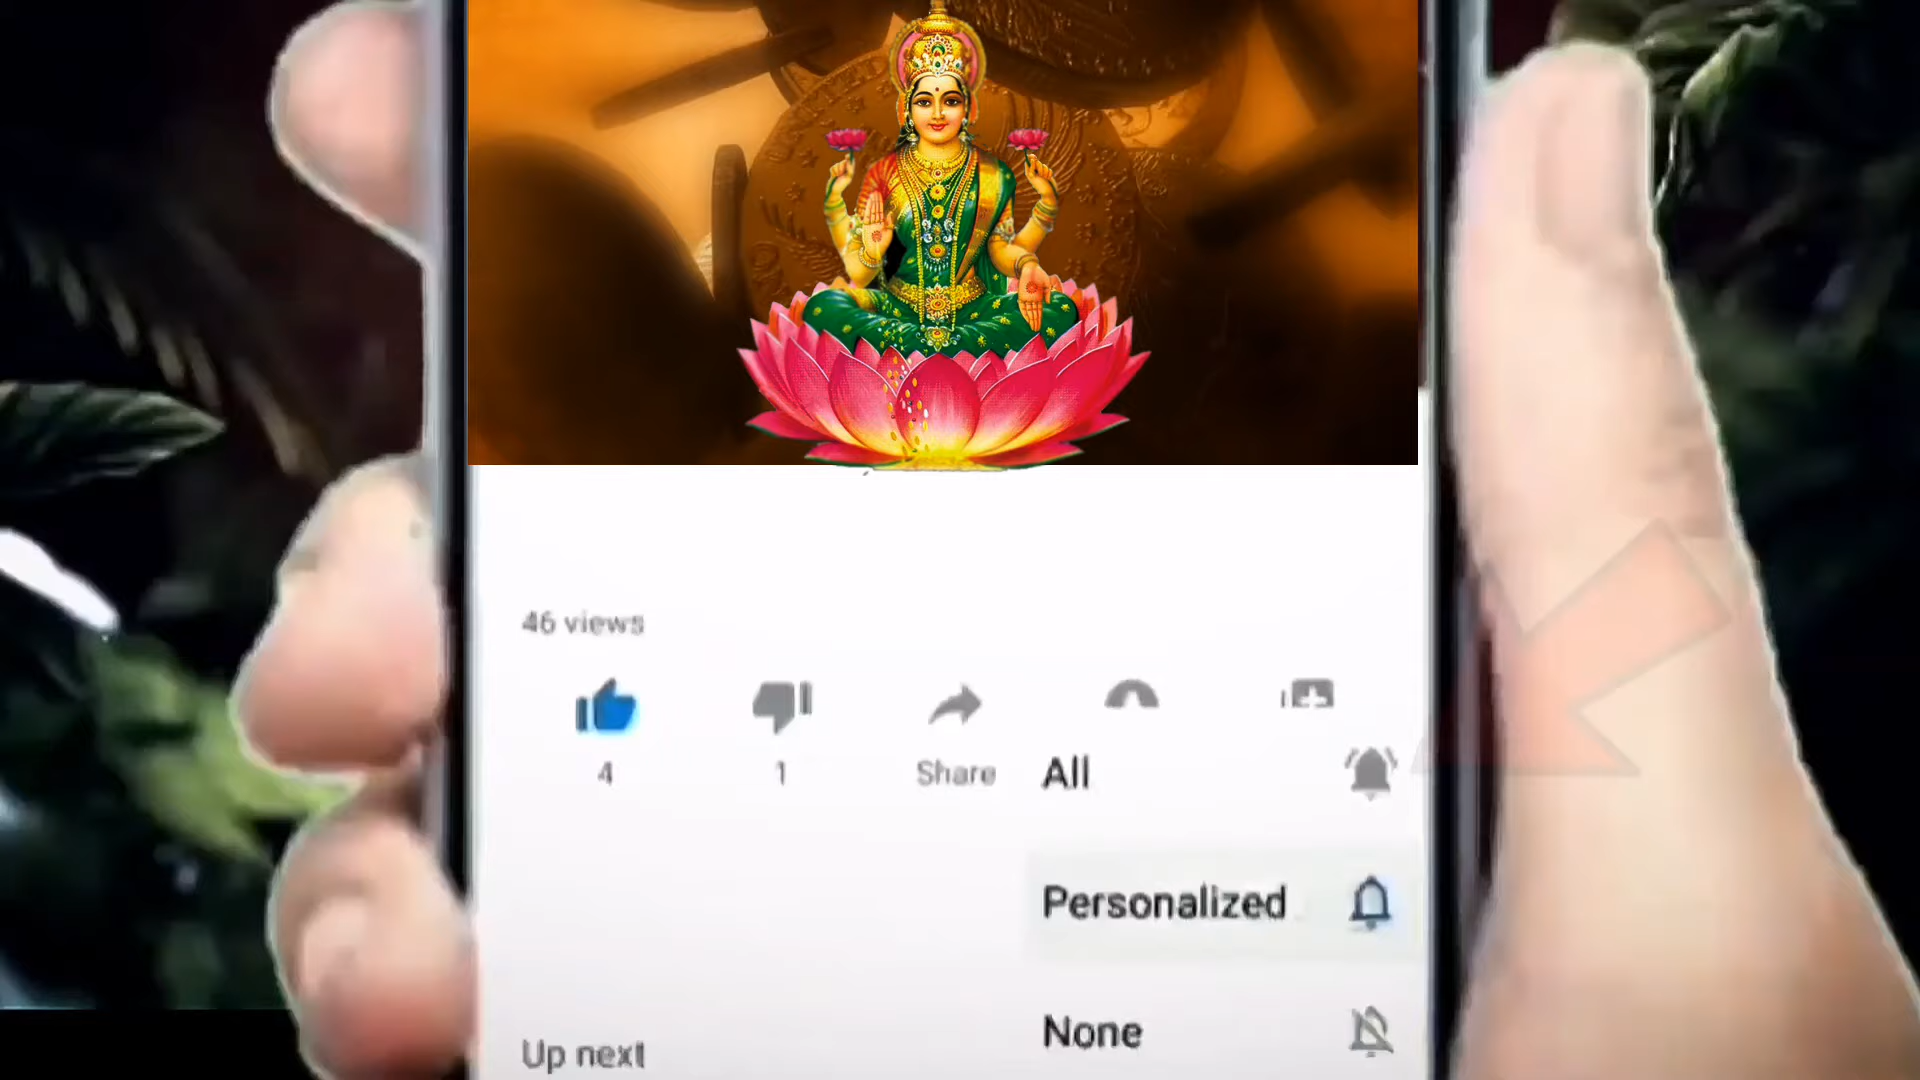 46 views
4 1 Share
All
Personalized
None
Up next